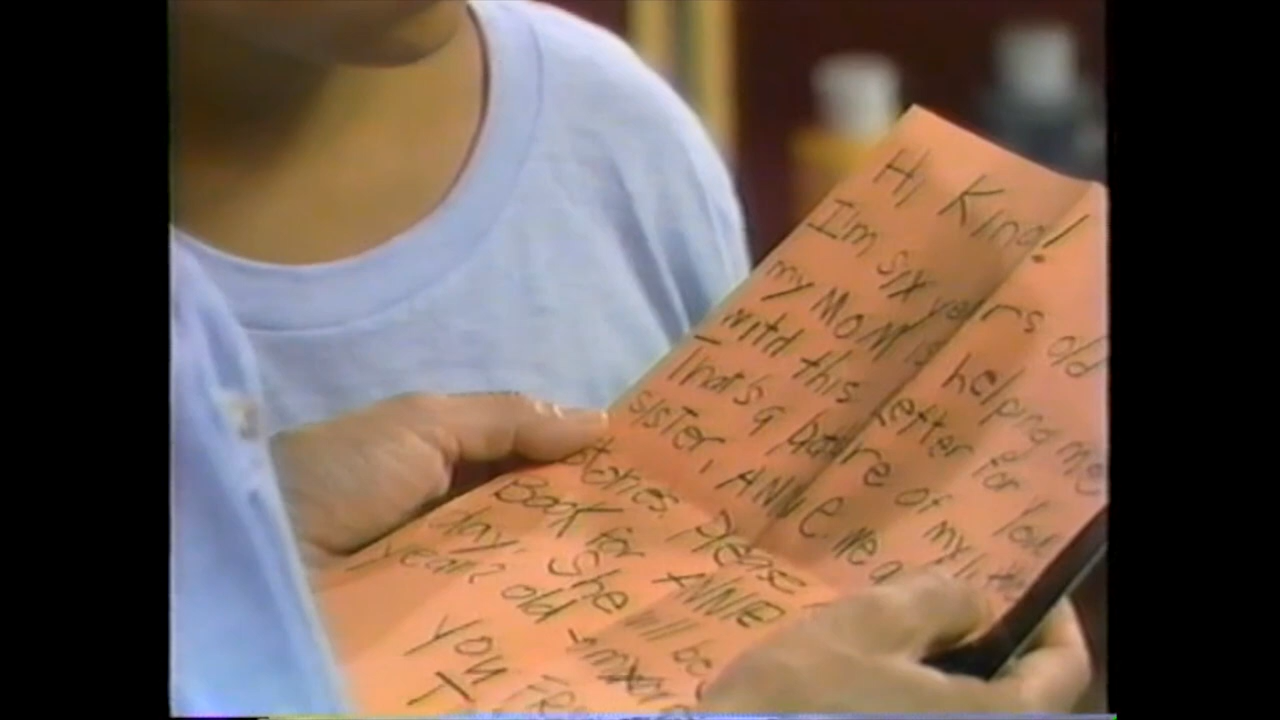 Hi King!
I'm six years old
my MOM is helping me
with this Letter for You
That's a picture of my litt
sister, ANNIE. We a
stories. Please
BOOK for ANNIE
day. She will be
years old
you
I